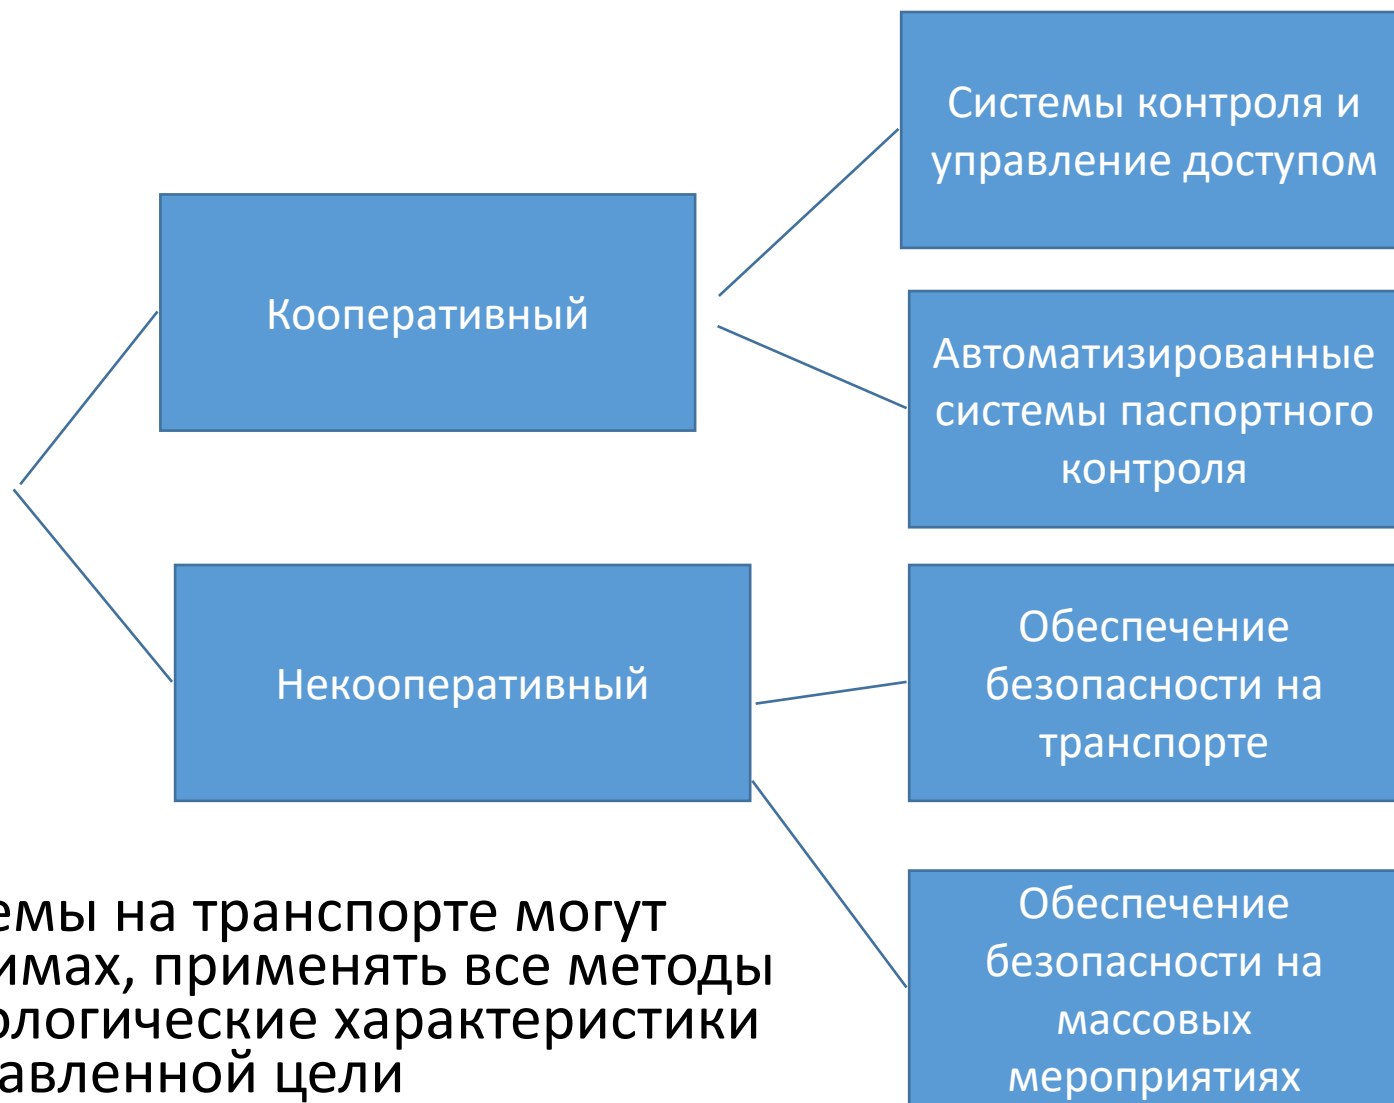 Системы контроля и
управление доступом
Кооперативный
Автоматизированные
системы паспортного
контроля
Некооперативный
Обеспечение
безопасности на
транспорте
Обеспечение
безопасности на
массовых
мероприятиях
емы на транспорте могут
имах, применять все методы
ологические характеристики
авленной цели